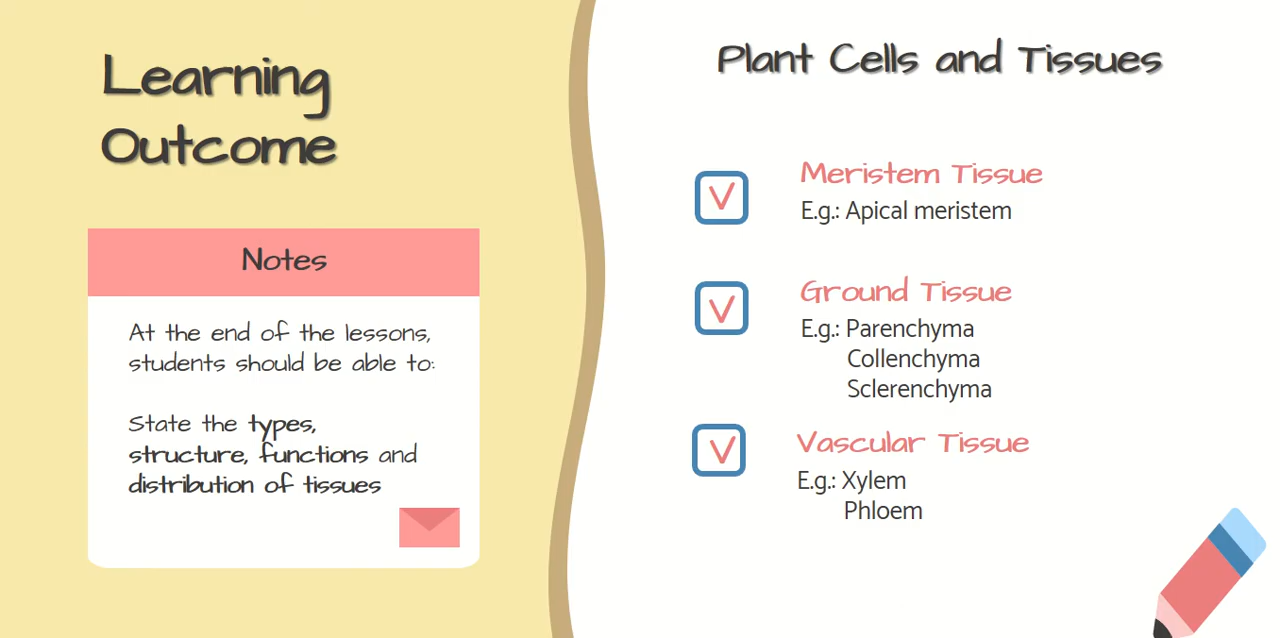 Learning
Outcome
Notes
At the end of the lessons,
students should be able to:
State the types,
structure, functions and
distribution of tissues
Plant Cells and Tissues
V
Meristem Tissue
E.g.: Apical meristem
V
Ground Tissue
E.g.: Parenchyma
Collenchyma
Sclerenchyma
V
Vascular Tissue
E.g.: Xylem
Phloem